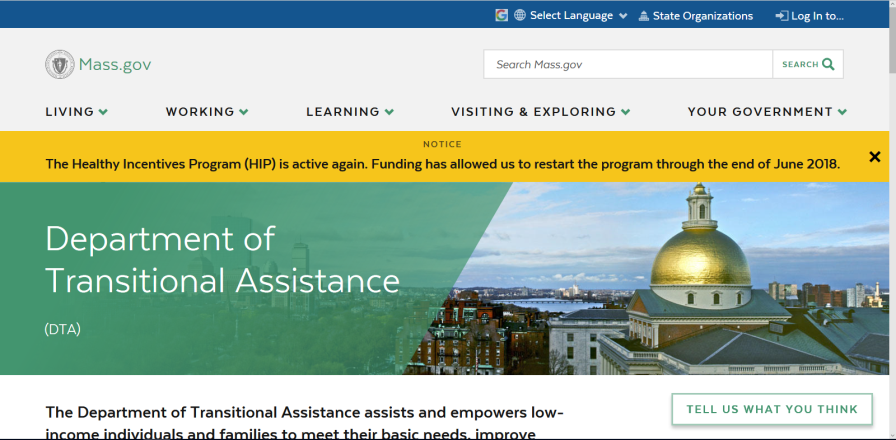 Select Language
State Organizations
Log In to...
Mass.gov
Search Mass.gov
SEARCH
LIVING
WORKING
LEARNING
VISITING & EXPLORING
YOUR GOVERNMENT
NOTICE
The Healthy Incentives Program (HIP) is active again. Funding has allowed us to restart the program through the end of June 2018.
Department of
Transitional Assistance
(DTA)
The Department of Transitional Assistance assists and empowers low-
income individuals and families to meet their basic needs, improve
TELL US WHAT YOU THINK